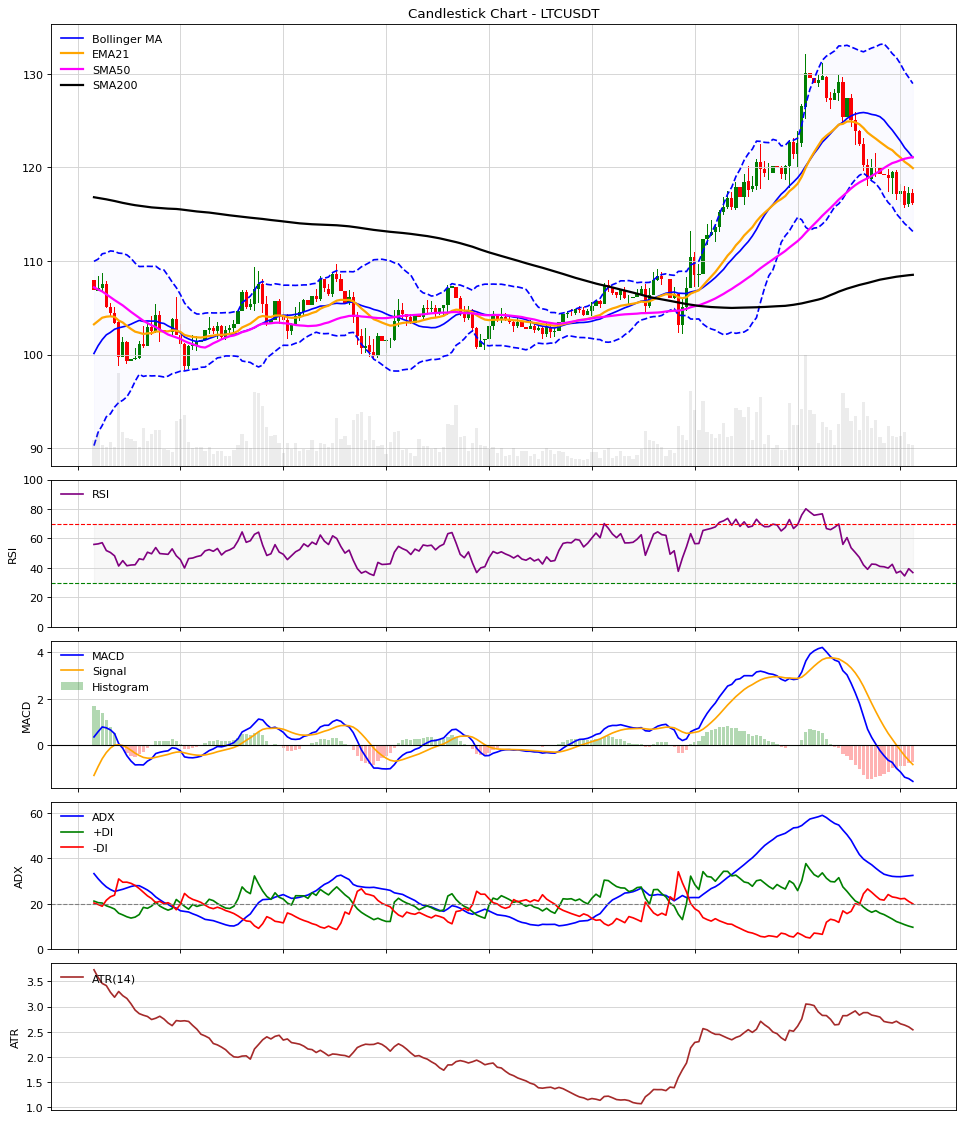 Candlestick Chart - LTCUSDT
Bollinger MA
EMA21
SMA50
SMA200
130
120
110
100
90
RSI
RSI
100
80
60
40
20
0
MACD
Signal
Histogram
MACD
4
2
0
ADX
+DI
-DI
ADX
60
40
20
0
ATR(14)
ATR
3.5
3.0
2.5
2.0
1.5
1.0